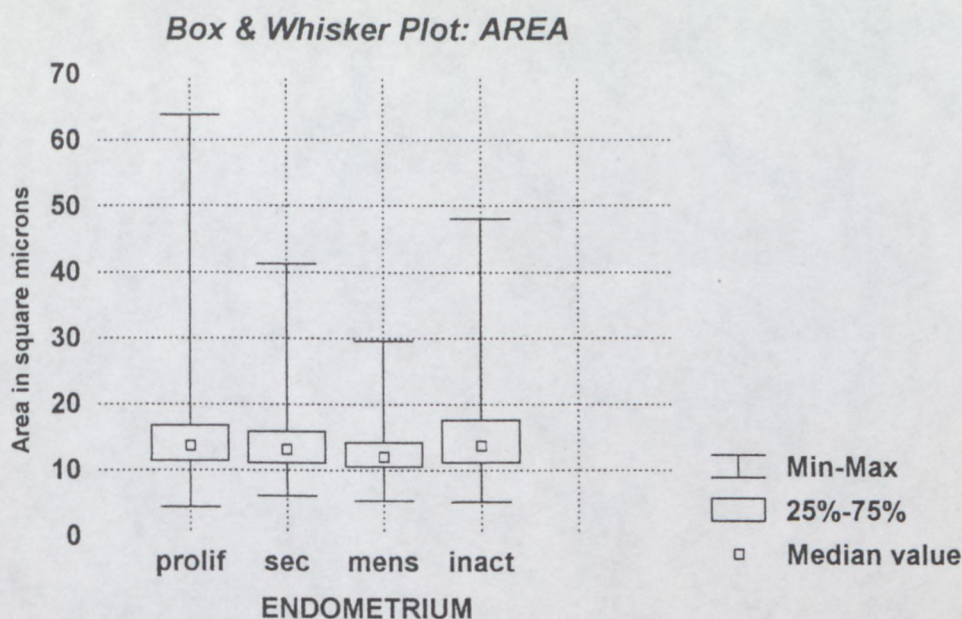 Box & Whisker Plot: AREA
70
60
50
40
30
20
10
0
Area in square microns
prolif sec mens inact
ENDOMETRIUM
Min-Max
25%-75%
Median value